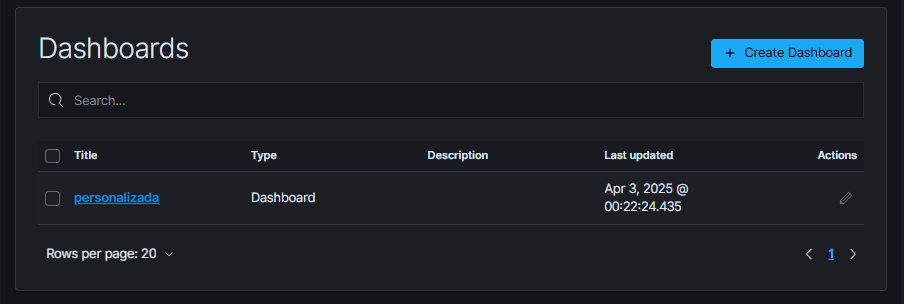 Dashboards
+ Create Dashboard
Search...
Title Type Description Last updated Actions
personalizada Dashboard Apr 3, 2025 @
00:22:24.435
Rows per page: 20 < 1 >